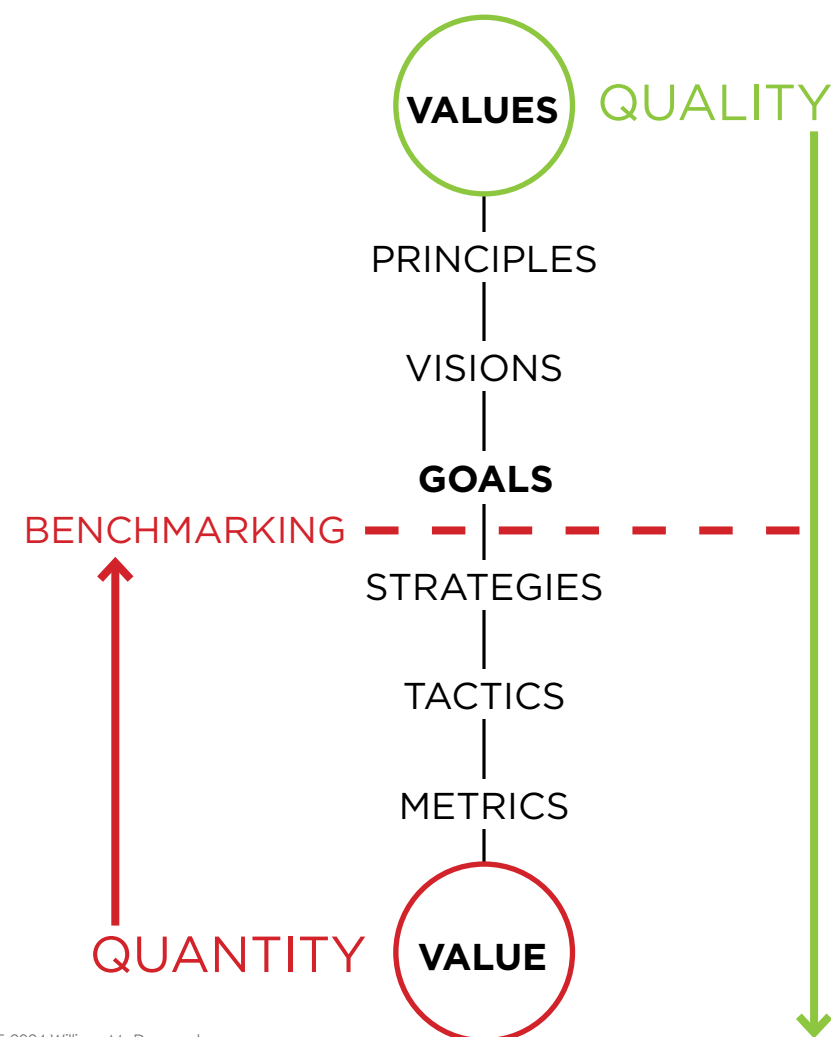 VALUES QUALITY
PRINCIPLES
VISIONS
GOALS
BENCHMARKING
STRATEGIES
TACTICS
METRICS
QUANTITY VALUE